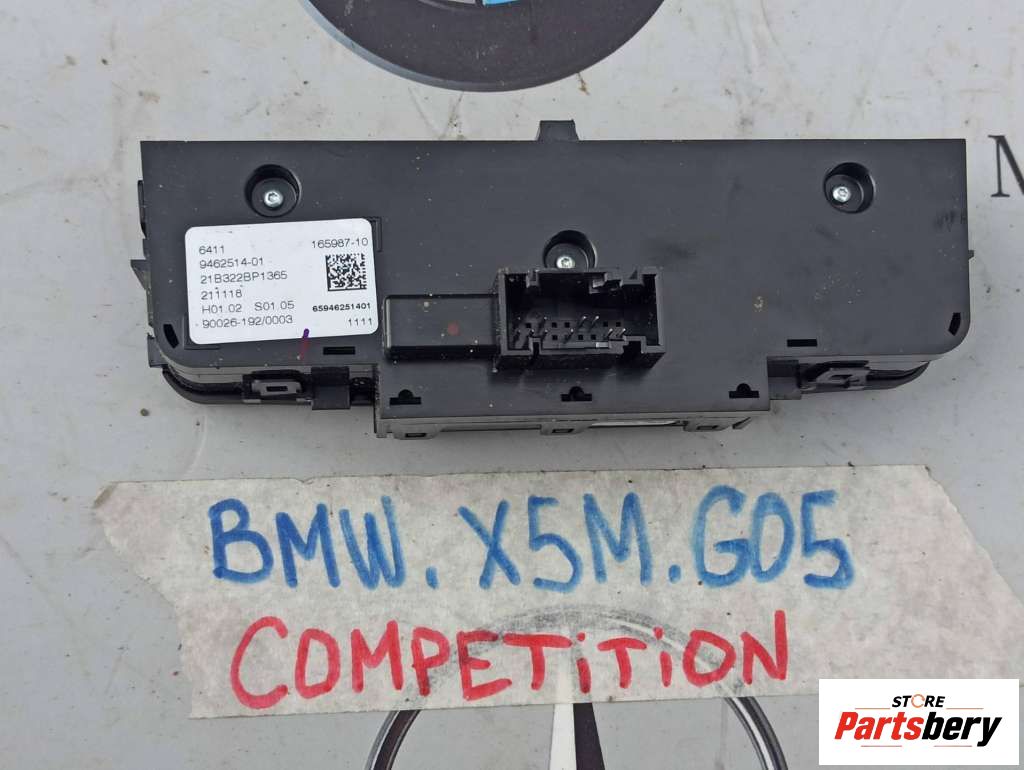 M
6411 165987-10
9462514-01
21B322BP1365
211118
H01.02 S01.05 65946251401
90026-192/0003 1111
BMW. X5M. G05
COMPETITION
STORE
Partsbery